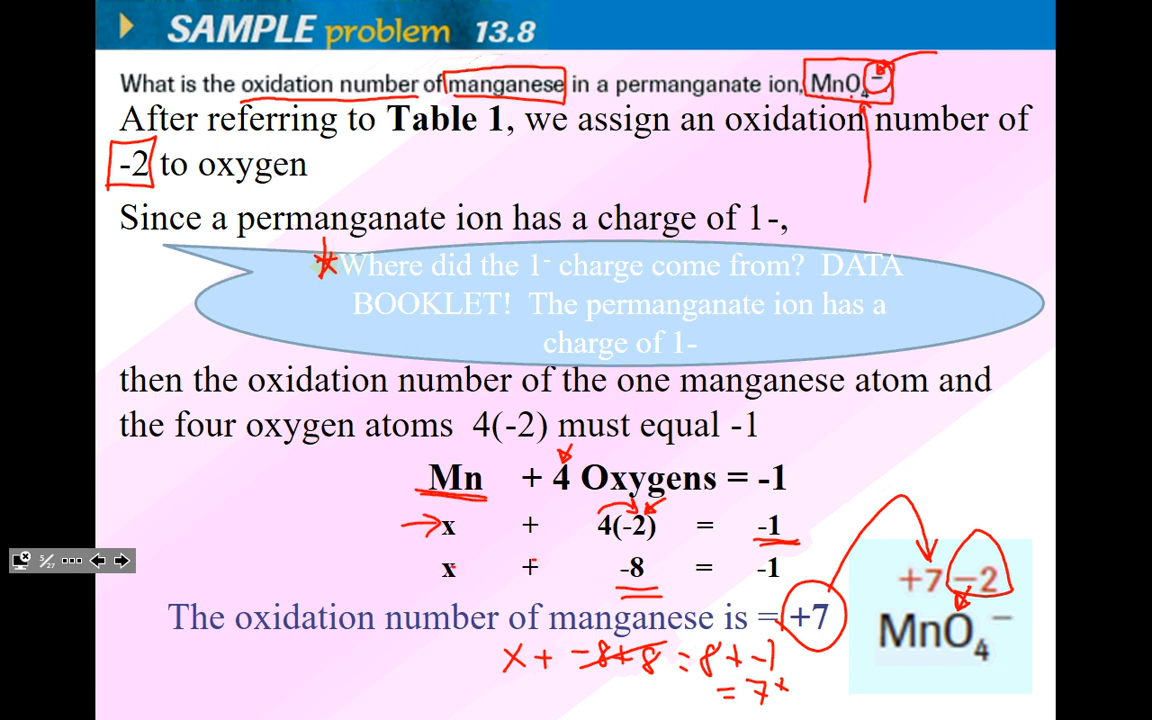 SAMPLE problem 13.8
What is the oxidation number of manganese in a permanganate ion, MnO₄⁻
After referring to Table 1, we assign an oxidation number of
-2 to oxygen
Since a permanganate ion has a charge of 1-,
Where did the 1⁻ charge come from? DATA
BOOKLET! The permanganate ion has a
charge of 1-
then the oxidation number of the one manganese atom and
the four oxygen atoms 4(-2) must equal -1
Mn + 4 Oxygens = -1
x + 4(-2) = -1
x + -8 = -1
5/27
+7 -2
The oxidation number of manganese is = +7
MnO₄⁻
x + -8+8 = 8 + -1
= 7+